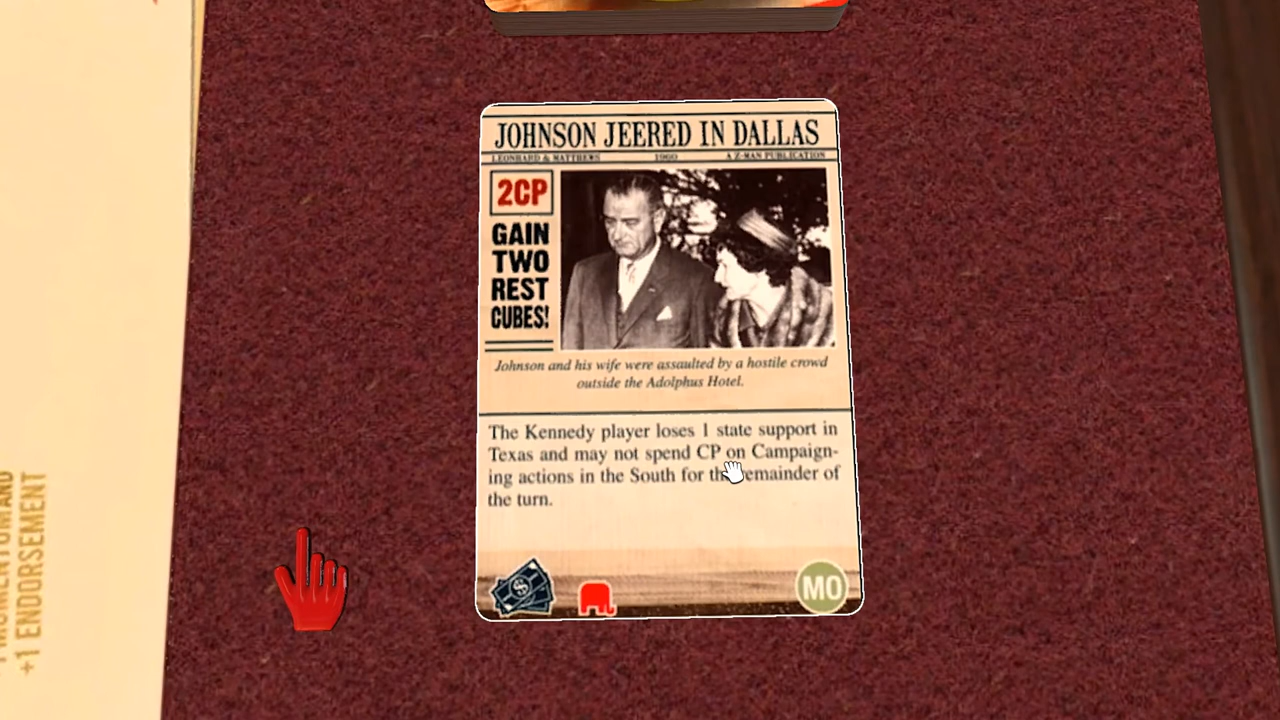 JOHNSON JEERED IN DALLAS
LEONHARD & MATTHEWS 1960 A Z-MAN PUBLICATION
2CP
GAIN
TWO
REST
CUBES!
Johnson and his wife were assaulted by a hostile crowd
outside the Adolphus Hotel.
The Kennedy player loses 1 state support in
Texas and may not spend CP on Campaign-
ing actions in the South for the remainder of
the turn.
$
MO
+1 ENDORSEMENT